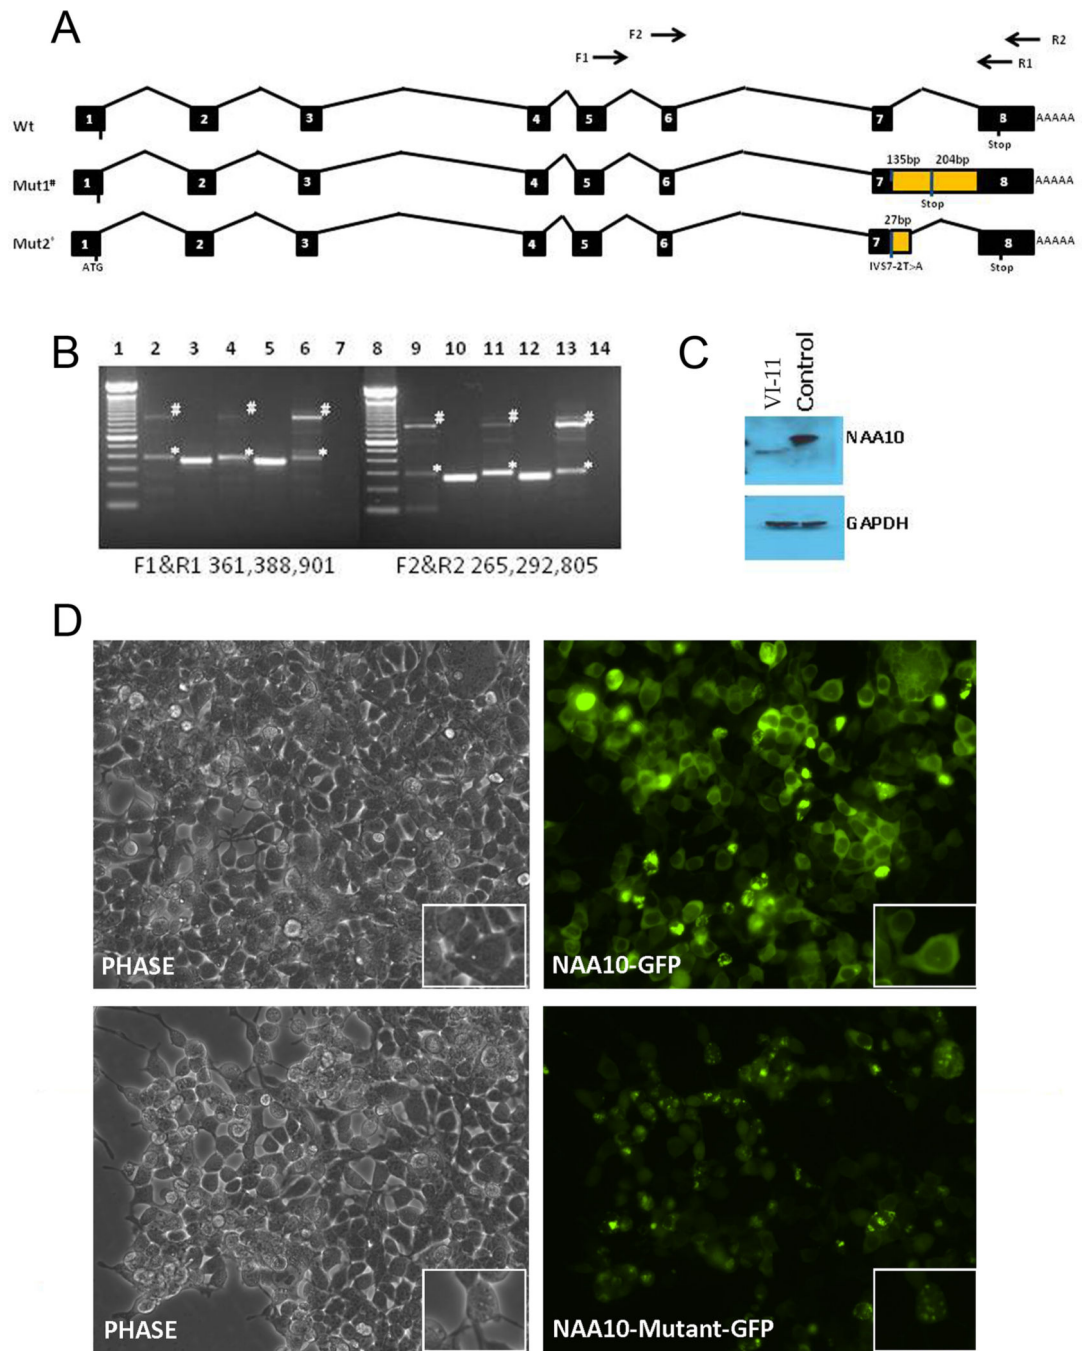 A
F1 F2 R1 R2
Wt 1 2 3 4 5 6 7 8 AAAAA
Stop
135bp 204bp
Mut1# 1 2 3 4 5 6 7 8 AAAAA
Stop
27bp
Mut2* 1 2 3 4 5 6 7 8 AAAAA
ATG IVS7-2T>A Stop
B
1 2 3 4 5 6 7 8 9 10 11 12 13 14
# # # # # #
* * * * * *
F1&R1 361,388,901 F2&R2 265,292,805
C
VI-11 Control
NAA10
GAPDH
D
PHASE NAA10-GFP
PHASE NAA10-Mutant-GFP